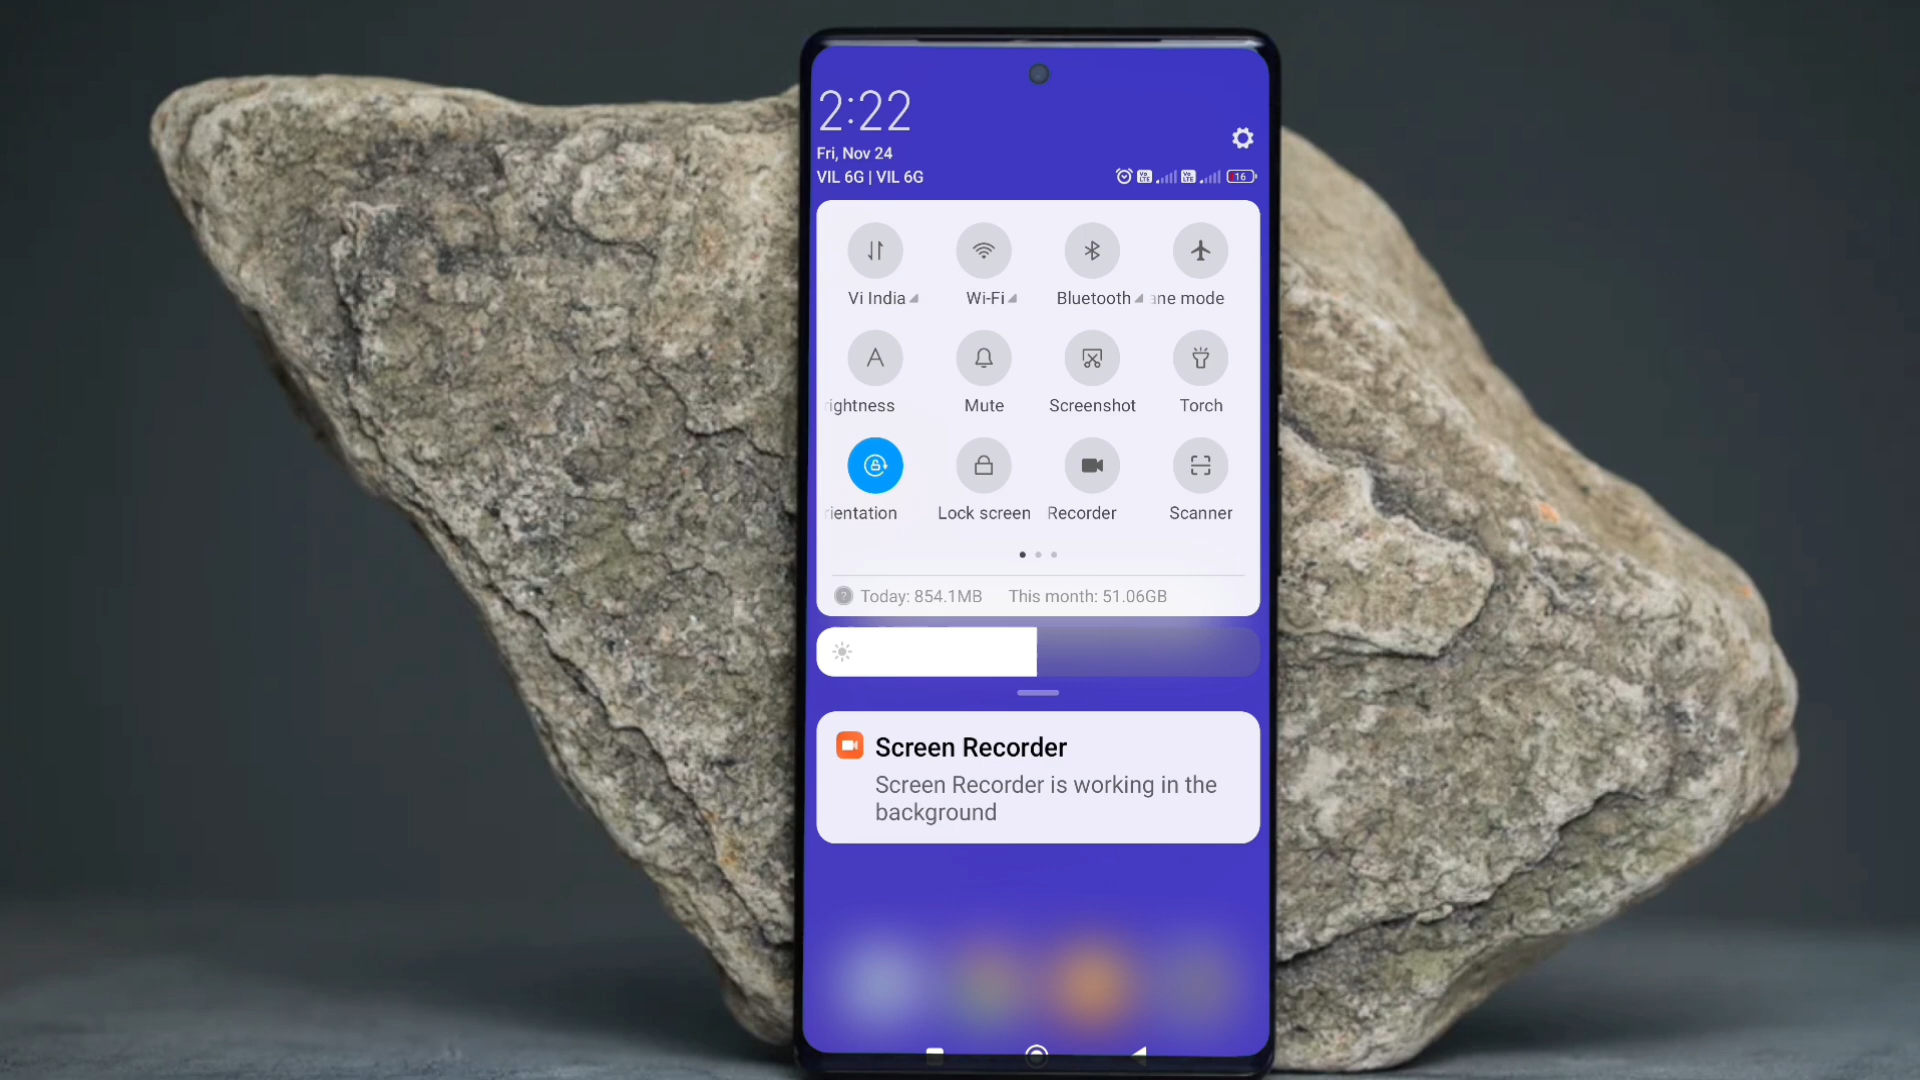 2:22
Fri, Nov 24
VIL 6G | VIL 6G
16
Vi India
Wi-Fi
Bluetooth
ane mode
rightness
Mute
Screenshot
Torch
rientation
Lock screen
Recorder
Scanner
Today: 854.1MB This month: 51.06GB
Screen Recorder
Screen Recorder is working in the
background